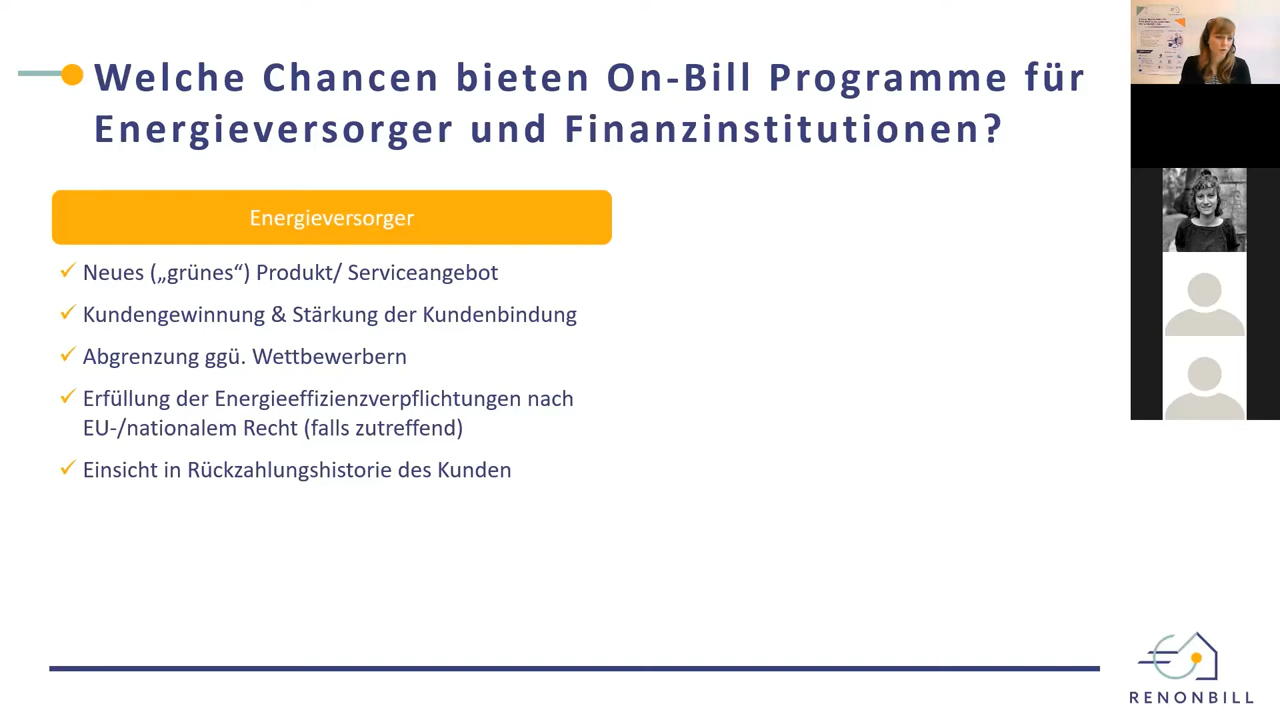 Welche Chancen bieten On-Bill Programme für
Energieversorger und Finanzinstitutionen?
Energieversorger
✓ Neues („grünes“) Produkt/ Serviceangebot
✓ Kundengewinnung & Stärkung der Kundenbindung
✓ Abgrenzung ggü. Wettbewerbern
✓ Erfüllung der Energieeffizienzverpflichtungen nach
EU-/nationalem Recht (falls zutreffend)
✓ Einsicht in Rückzahlungshistorie des Kunden
RENONBILL